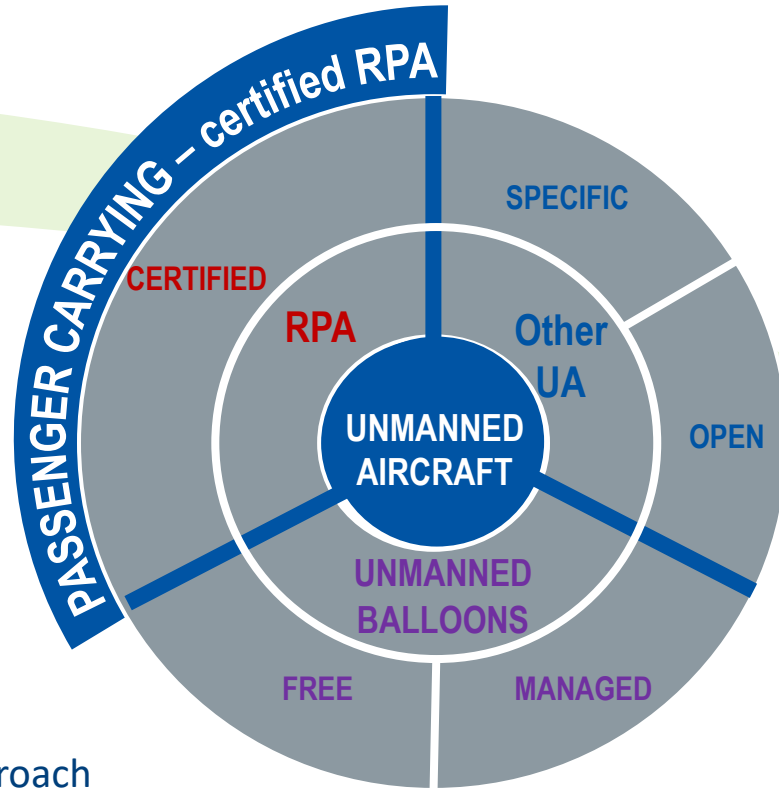 PASSENGER CARRYING – certified RPA
SPECIFIC
CERTIFIED
RPA
Other
UA
OPEN
UNMANNED
AIRCRAFT
UNMANNED
BALLOONS
FREE
MANAGED
roach